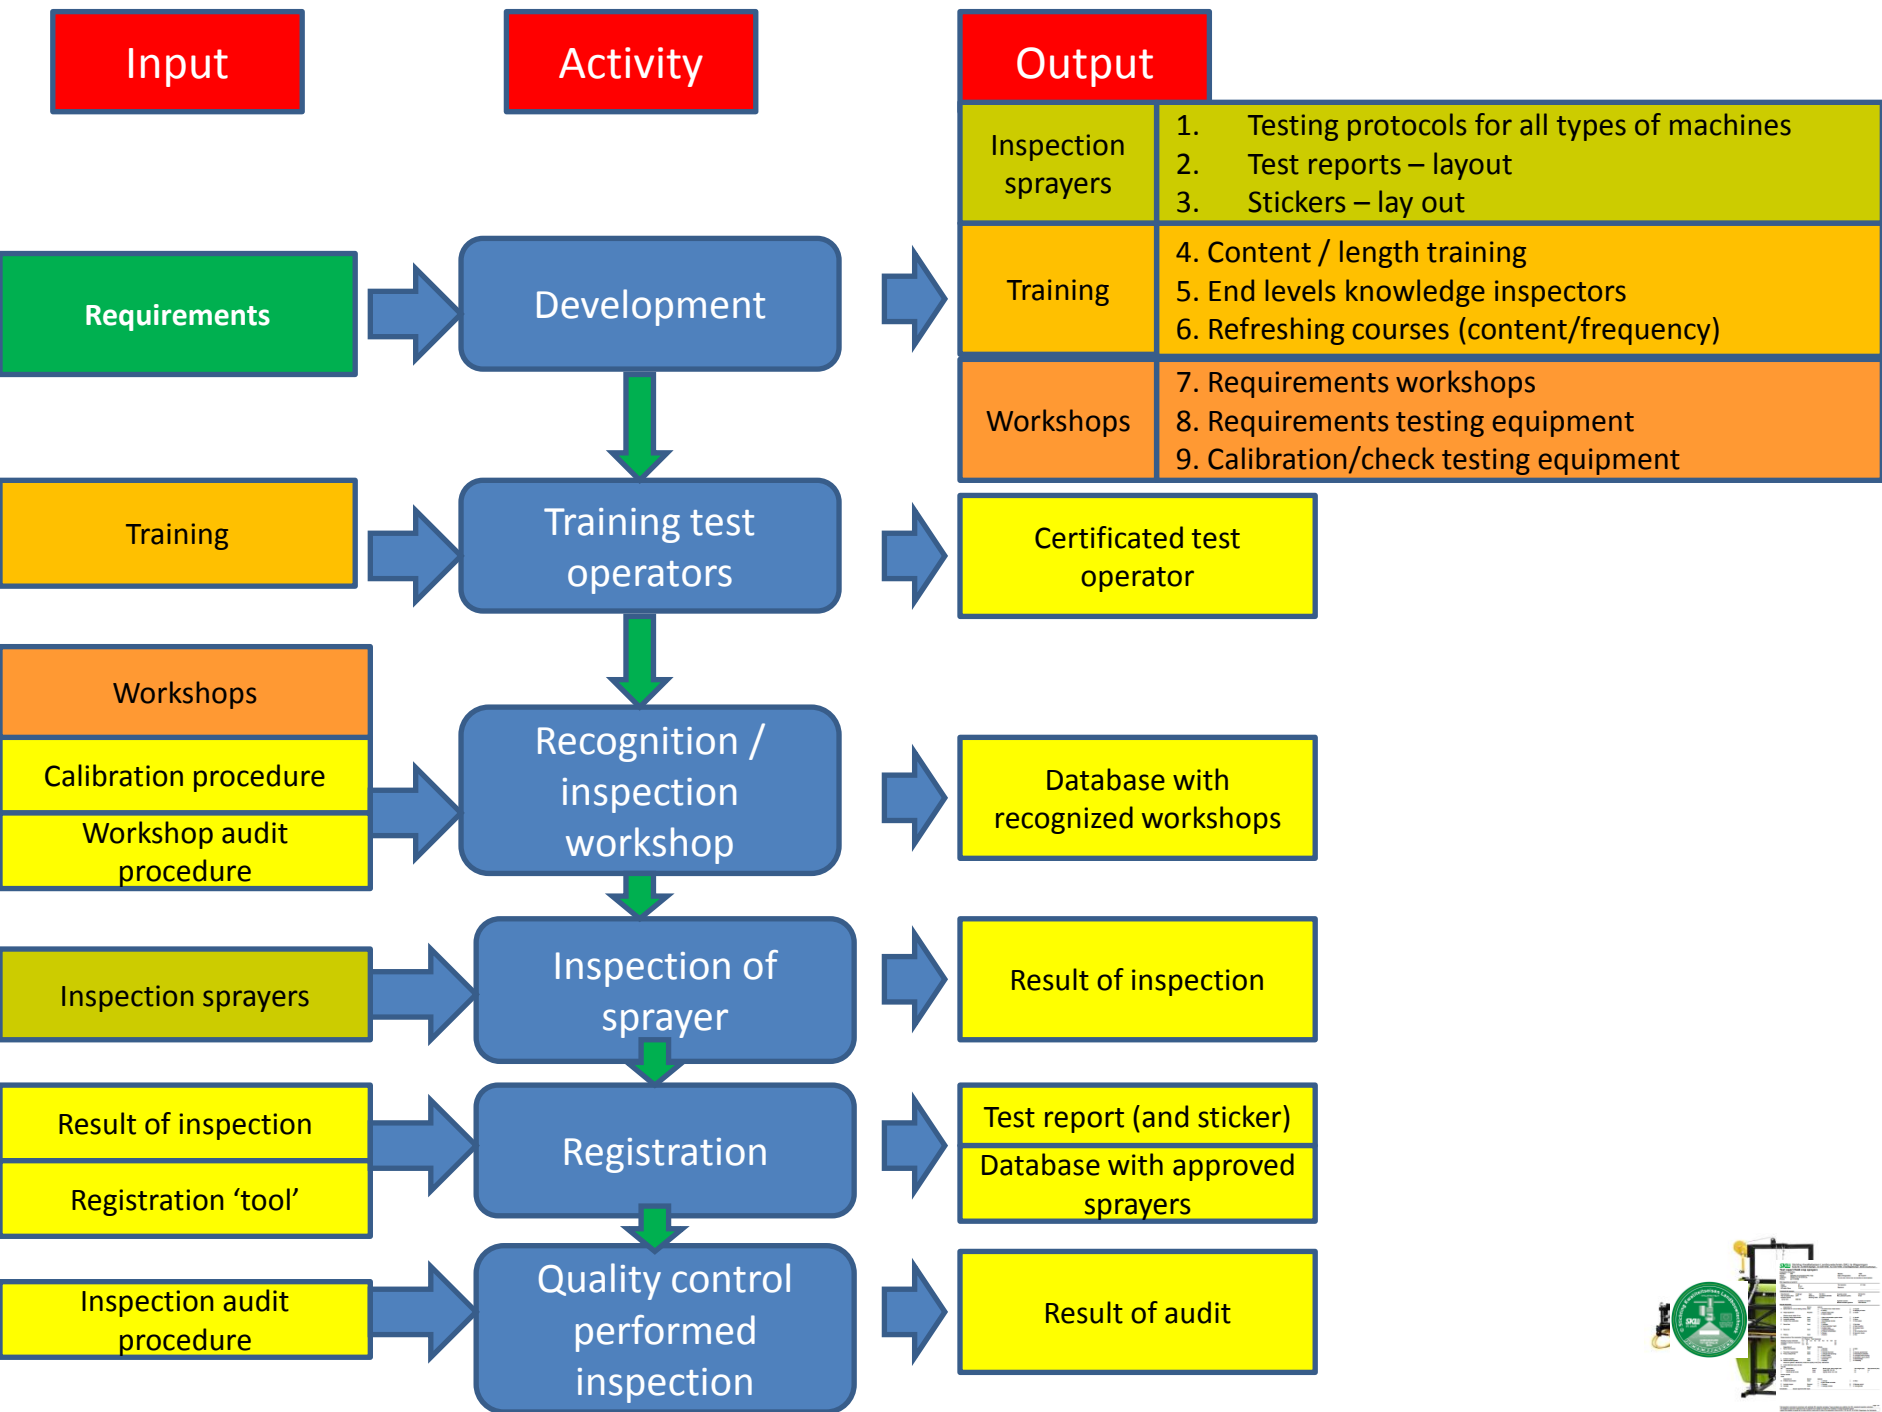 Input
Activity
Output
Inspection
sprayers
1. Testing protocols for all types of machines
2. Test reports – layout
3. Stickers – lay out
Requirements
Development
Training
4. Content / length training
5. End levels knowledge inspectors
6. Refreshing courses (content/frequency)
Workshops
7. Requirements workshops
8. Requirements testing equipment
9. Calibration/check testing equipment
Training
Training test
operators
Certificated test
operator
Workshops
Calibration procedure
Workshop audit
procedure
Recognition /
inspection
workshop
Database with
recognized workshops
Inspection sprayers
Inspection of
sprayer
Result of inspection
Result of inspection
Registration 'tool'
Registration
Test report (and sticker)
Database with approved
sprayers
Inspection audit
procedure
Quality control
performed
inspection
Result of audit